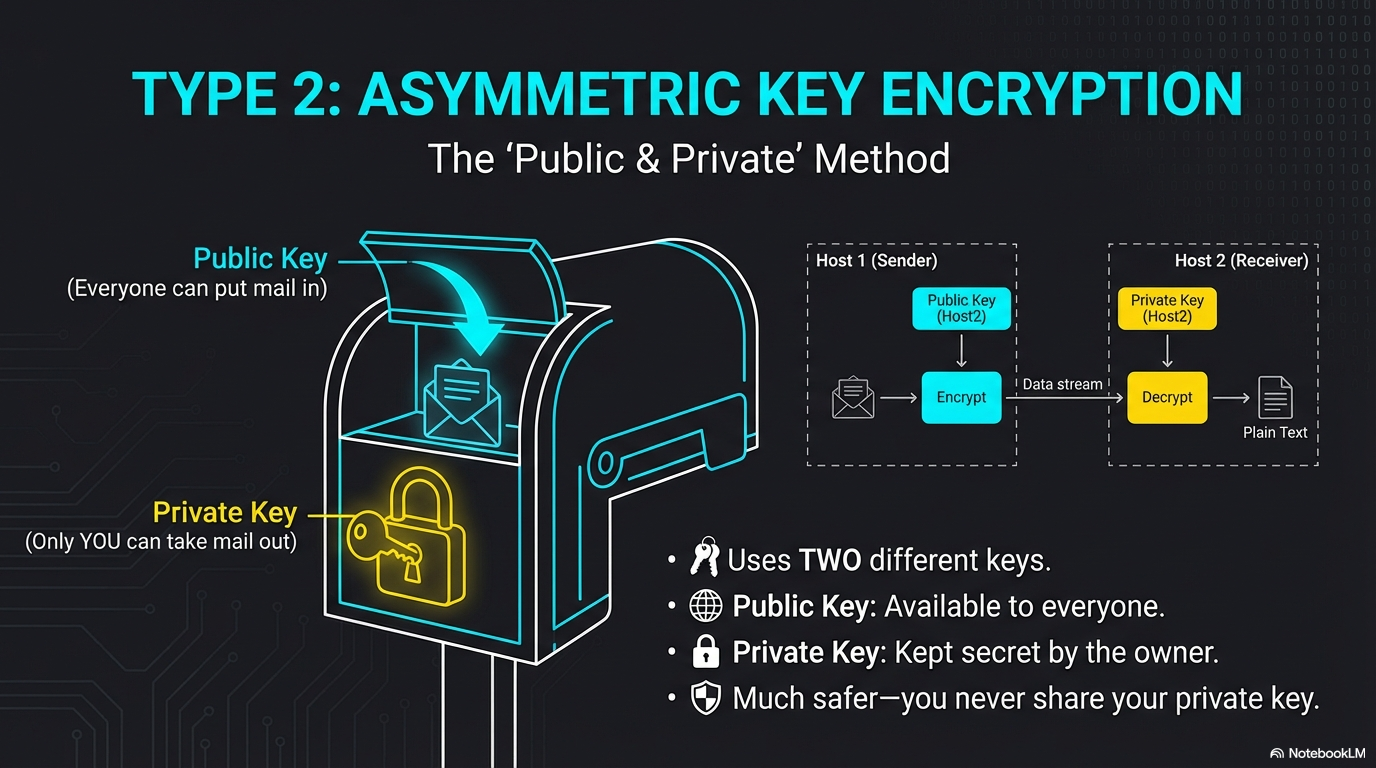 TYPE 2: ASYMMETRIC KEY ENCRYPTION
The ‘Public & Private’ Method
Public Key
(Everyone can put mail in)
Private Key
(Only YOU can take mail out)
Host 1 (Sender)
Public Key
(Host2)
Encrypt
Data stream
Host 2 (Receiver)
Private Key
(Host2)
Decrypt
Plain Text
• Uses TWO different keys.
• Public Key: Available to everyone.
• Private Key: Kept secret by the owner.
• Much safer—you never share your private key.
NotebookLM